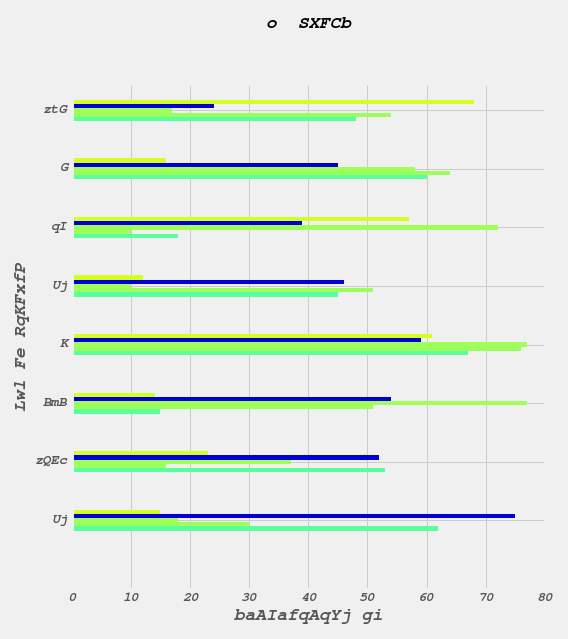 o  SXFCb
ztG
G
qI
Uj
K
BmB
zQEc
Uj
Lwl Fe RqKFxfP
0 10 20 30 40 50 60 70 80
baAIafqAqYj gi